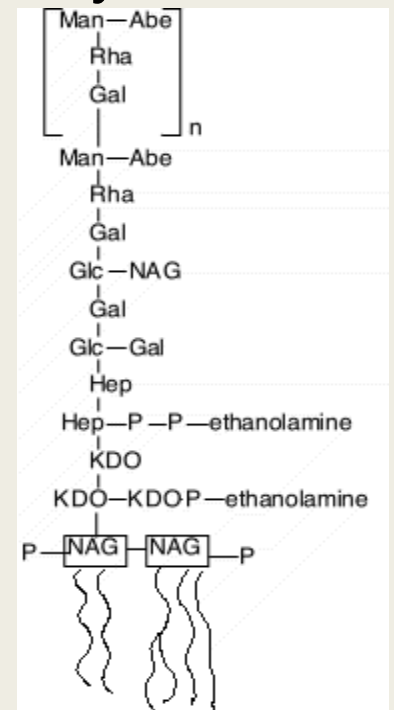 Man—Abe
Rha
Gal
n
Man—Abe
Rha
Gal
Glc—NAG
Gal
Glc—Gal
Hep
Hep—P—P—ethanolamine
KDO
KDO—KDOP—ethanolamine
P—NAG—NAG—P